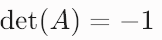 det(A) = −1